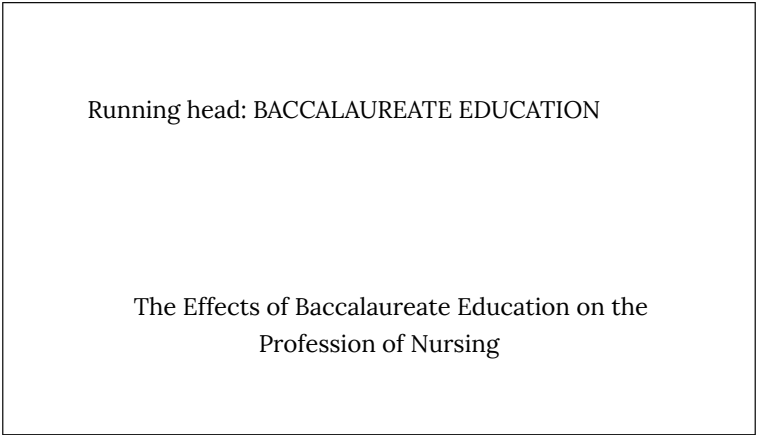 Running head: BACCALAUREATE EDUCATION
The Effects of Baccalaureate Education on the
Profession of Nursing